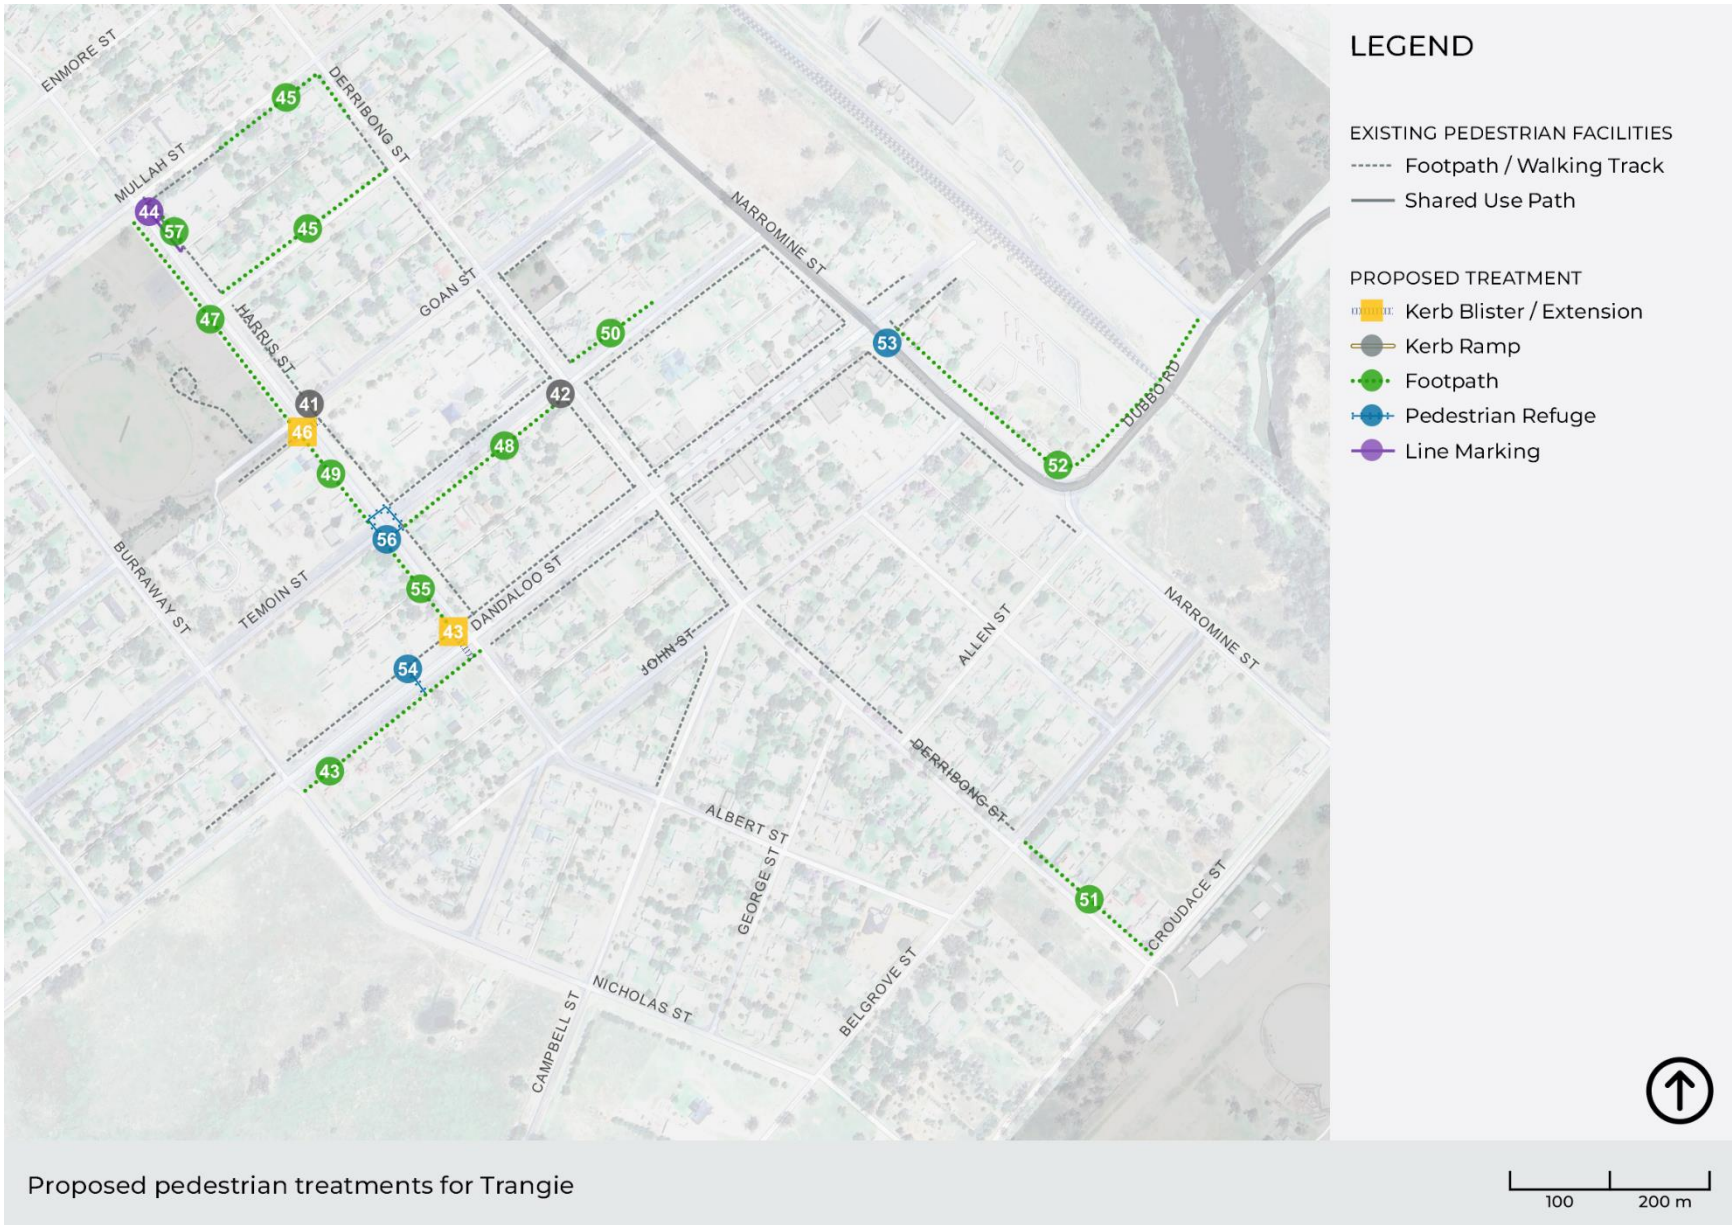 LEGEND
EXISTING PEDESTRIAN FACILITIES
Footpath / Walking Track
Shared Use Path
PROPOSED TREATMENT
Kerb Blister / Extension
Kerb Ramp
Footpath
Pedestrian Refuge
Line Marking
ENMORE ST
DERRIBONG ST
45
MULLAH ST
44
57
45
NARROMINE ST
GOAN ST
47
HARRIS ST
50
53
DUBBO RD
41
42
46
48
52
49
56
BURRAWAY ST
TEMOIN ST
55
DANDALOO ST
43
JOHN ST
ALLEN ST
NARROMINE ST
54
43
DERRIBONG ST
ALBERT ST
GEORGE ST
51
CROUDACE ST
NICHOLAS ST
BELGROVE ST
CAMPBELL ST
Proposed pedestrian treatments for Trangie
100
200 m